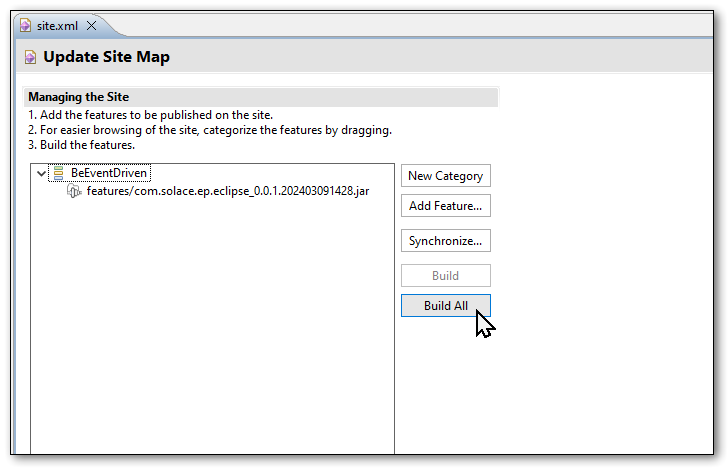 site.xml
Update Site Map
Managing the Site
1. Add the features to be published on the site.
2. For easier browsing of the site, categorize the features by dragging.
3. Build the features.
BeEventDriven
features/com.solace.ep.eclipse_0.0.1.202403091428.jar
New Category
Add Feature...
Synchronize...
Build
Build All